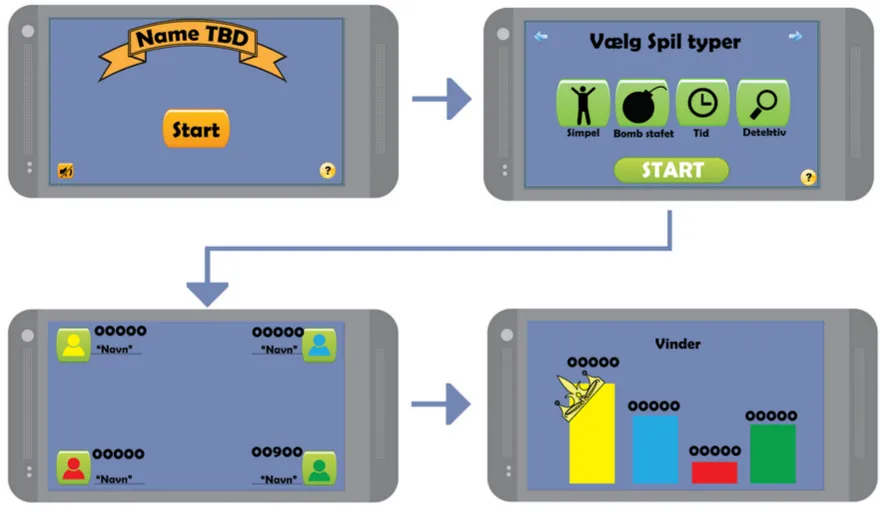 Name TBD
Start
?
Vælg Spil typer
Simpel
Bomb stafet
Tid
Detektiv
START
?
00000
00000
"Navn"
"Navn"
00000
00900
"Navn"
"Navn"
Vinder
00000
00000
00000
00000